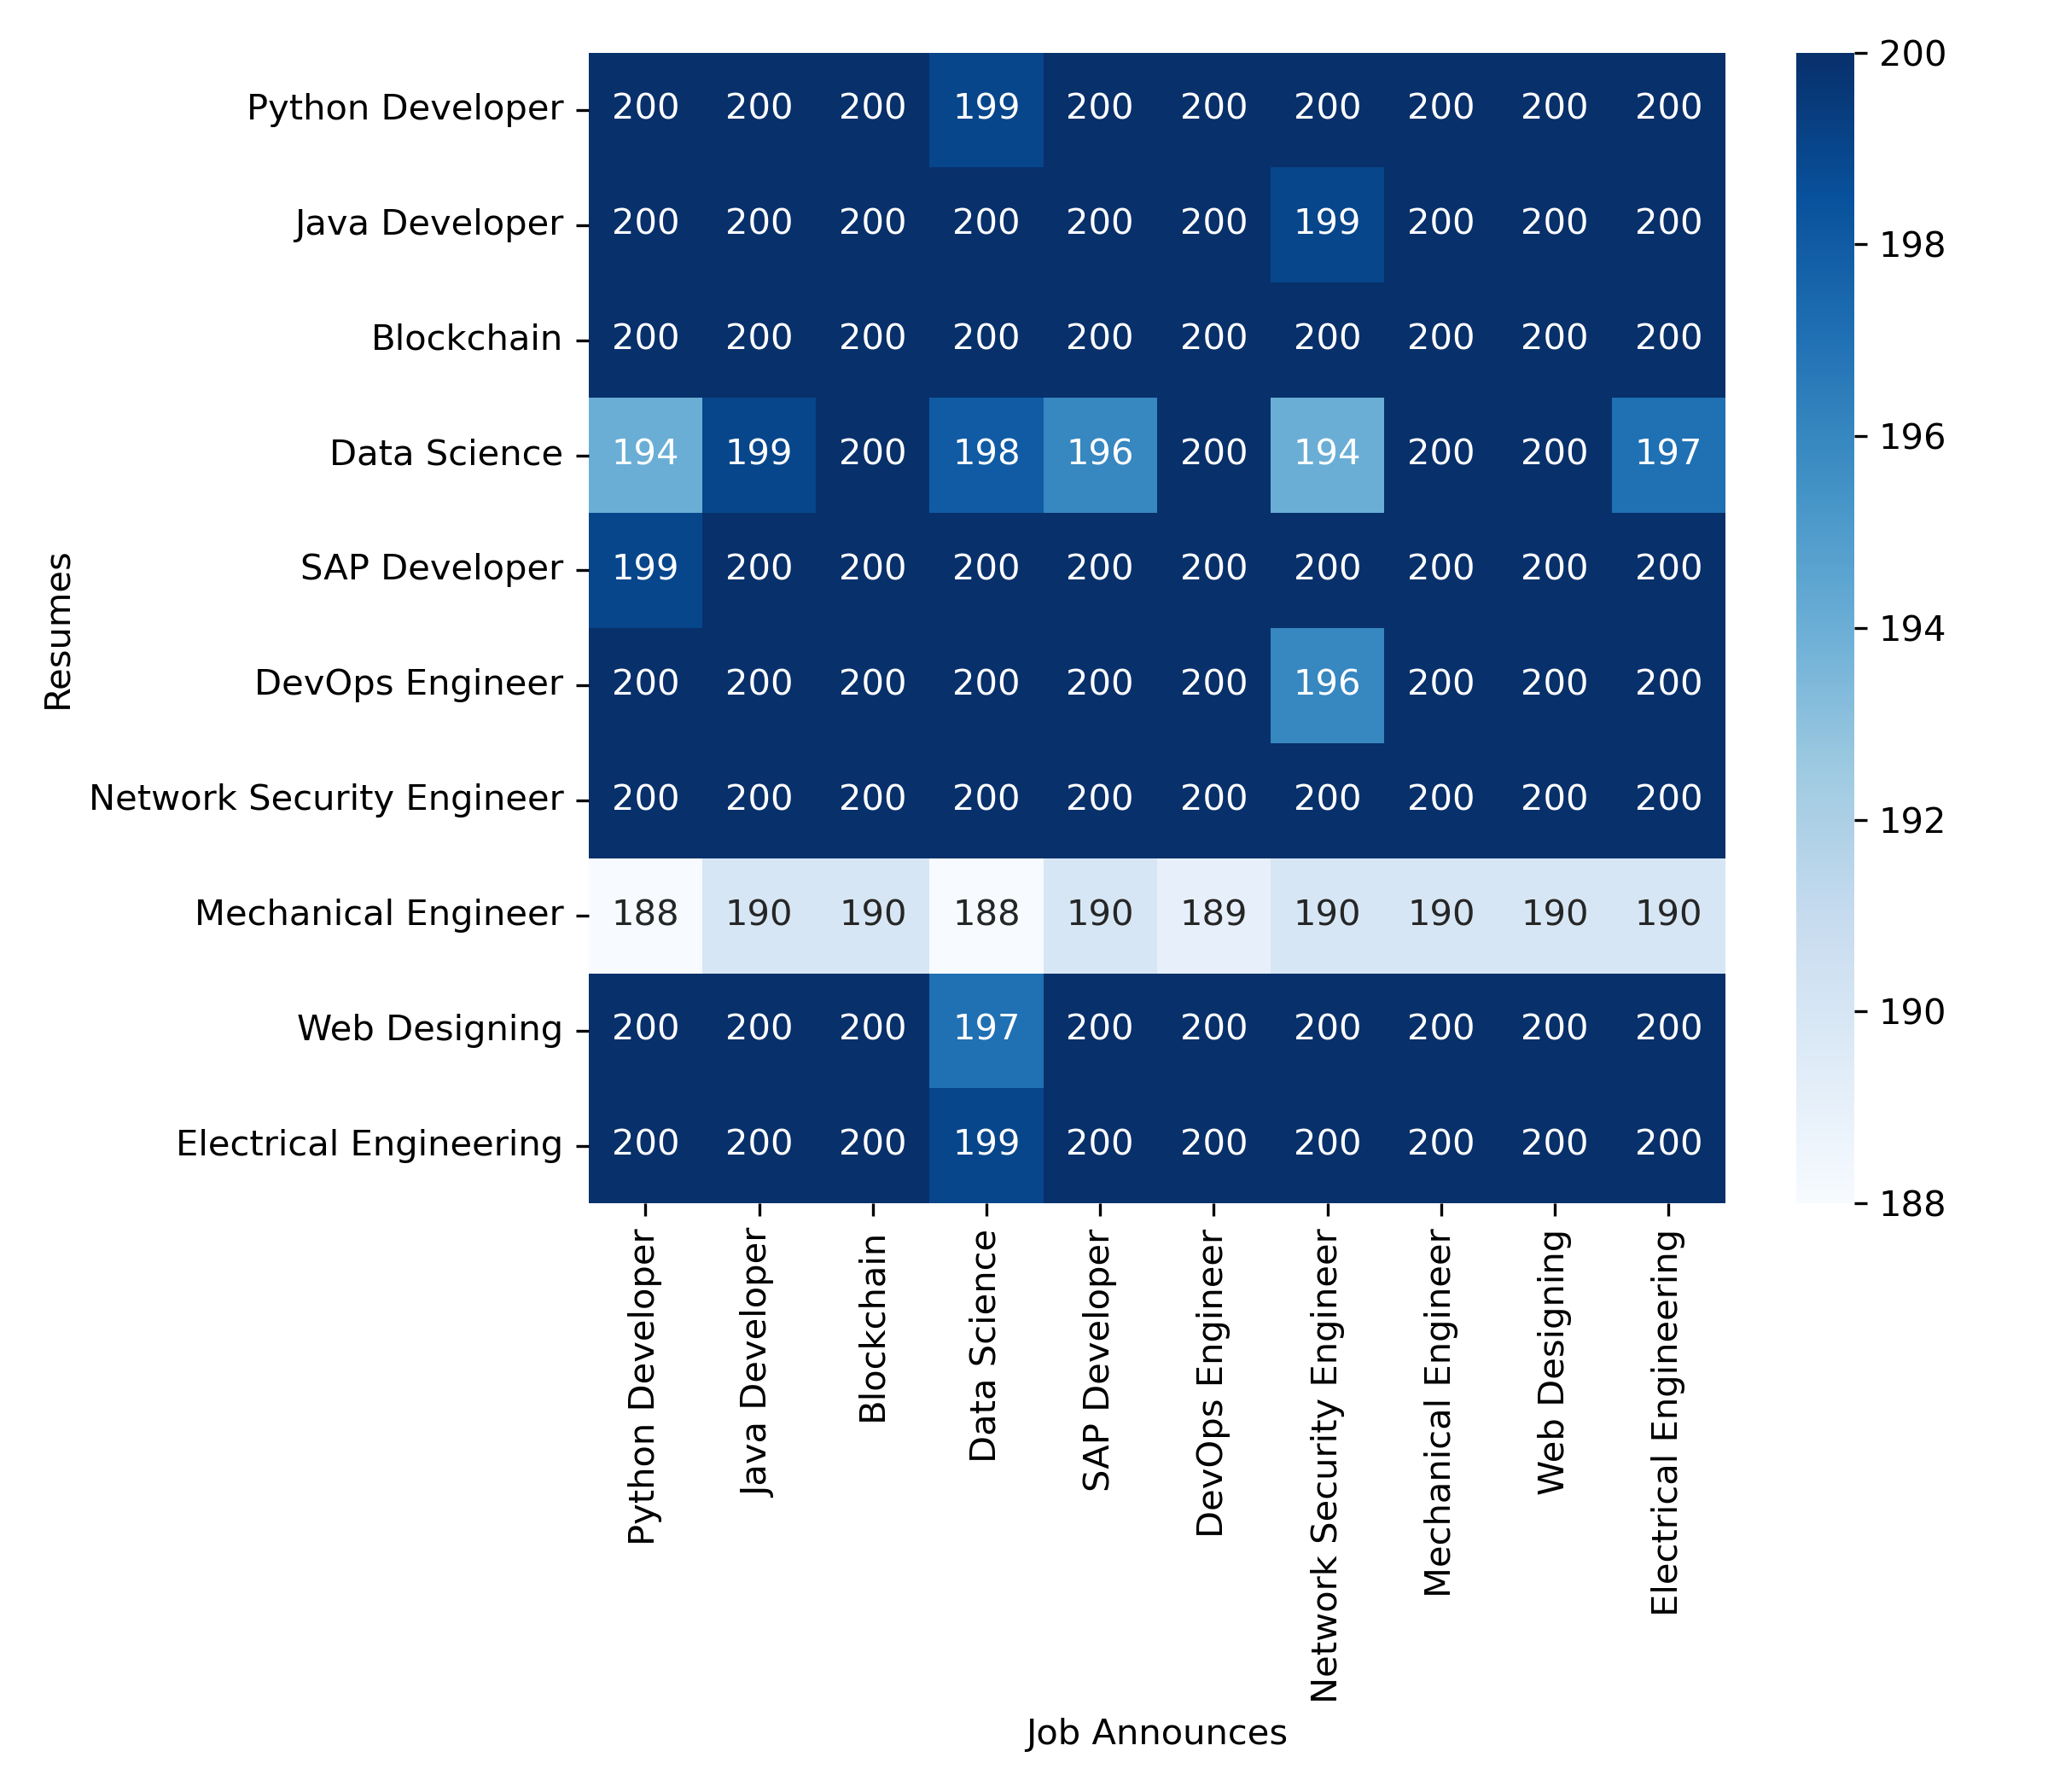 Python Developer 200 200 200 199 200 200 200 200 200 200
Java Developer 200 200 200 200 200 200 199 200 200 200
Blockchain 200 200 200 200 200 200 200 200 200 200
Data Science 194 199 200 198 196 200 194 200 200 197
SAP Developer 199 200 200 200 200 200 200 200 200 200
DevOps Engineer 200 200 200 200 200 200 196 200 200 200
Network Security Engineer 200 200 200 200 200 200 200 200 200 200
Mechanical Engineer 188 190 190 188 190 189 190 190 190 190
Web Designing 200 200 200 197 200 200 200 200 200 200
Electrical Engineering 200 200 200 199 200 200 200 200 200 200
Resumes
Python Developer
Java Developer
Blockchain
Data Science
SAP Developer
DevOps Engineer
Network Security Engineer
Mechanical Engineer
Web Designing
Electrical Engineering
Job Announces
200
198
196
194
192
190
188